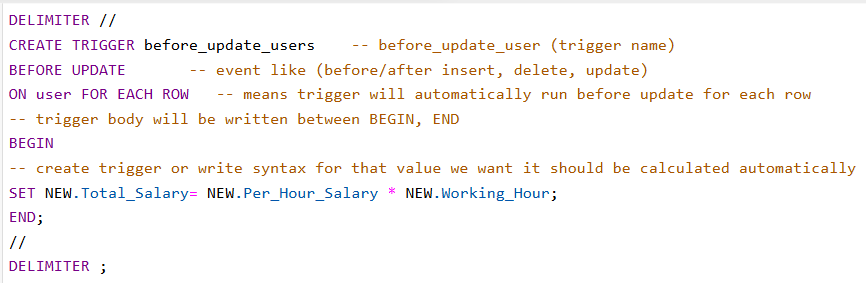 DELIMITER //
CREATE TRIGGER before_update_users    -- before_update_user (trigger name)
BEFORE UPDATE       -- event like (before/after insert, delete, update)
ON user FOR EACH ROW   -- means trigger will automatically run before update for each row
-- trigger body will be written between BEGIN, END
BEGIN
-- create trigger or write syntax for that value we want it should be calculated automatically
SET NEW.Total_Salary= NEW.Per_Hour_Salary * NEW.Working_Hour;
END;
//
DELIMITER ;